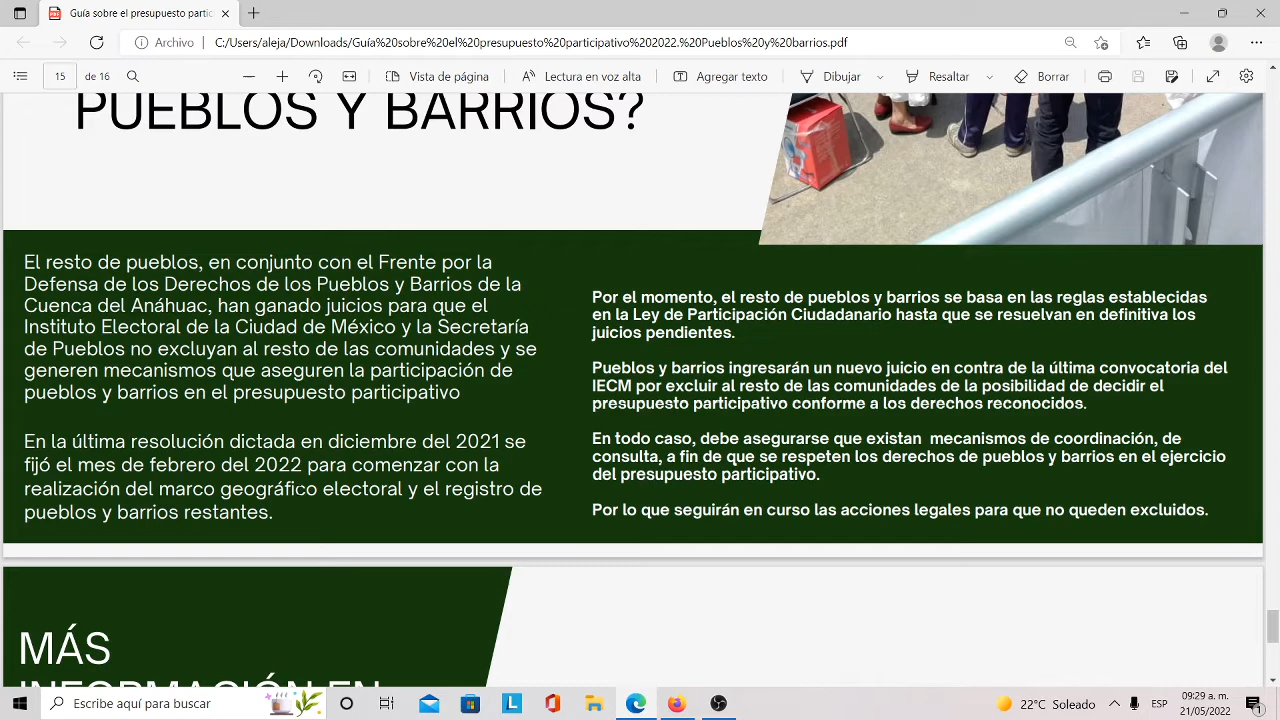 Guía sobre el presupuesto partic
Archivo
C:/Users/aleja/Downloads/Guía%20sobre%20el%20presupuesto%20participativo%202022.%20Pueblos%20y%20barrios.pdf
15 de 16
Vista de página
Lectura en voz alta
Agregar texto
Dibujar
Resaltar
Borrar
PUEBLOS Y BARRIOS?
El resto de pueblos, en conjunto con el Frente por la
Defensa de los Derechos de los Pueblos y Barrios de la
Cuenca del Anáhuac, han ganado juicios para que el
Instituto Electoral de la Ciudad de México y la Secretaría
de Pueblos no excluyan al resto de las comunidades y se
generen mecanismos que aseguren la participación de
pueblos y barrios en el presupuesto participativo
En la última resolución dictada en diciembre del 2021 se
fijó el mes de febrero del 2022 para comenzar con la
realización del marco geográfico electoral y el registro de
pueblos y barrios restantes.
Por el momento, el resto de pueblos y barrios se basa en las reglas establecidas
en la Ley de Participación Ciudadanario hasta que se resuelvan en definitiva los
juicios pendientes.
Pueblos y barrios ingresarán un nuevo juicio en contra de la última convocatoria del
IECM por excluir al resto de las comunidades de la posibilidad de decidir el
presupuesto participativo conforme a los derechos reconocidos.
En todo caso, debe asegurarse que existan  mecanismos de coordinación, de
consulta, a fin de que se respeten los derechos de pueblos y barrios en el ejercicio
del presupuesto participativo.
Por lo que seguirán en curso las acciones legales para que no queden excluidos.
MÁS
INFORMACIÓN EN
Escribe aquí para buscar
22°C Soleado
ESP
09:29 a. m.
21/05/2022
1